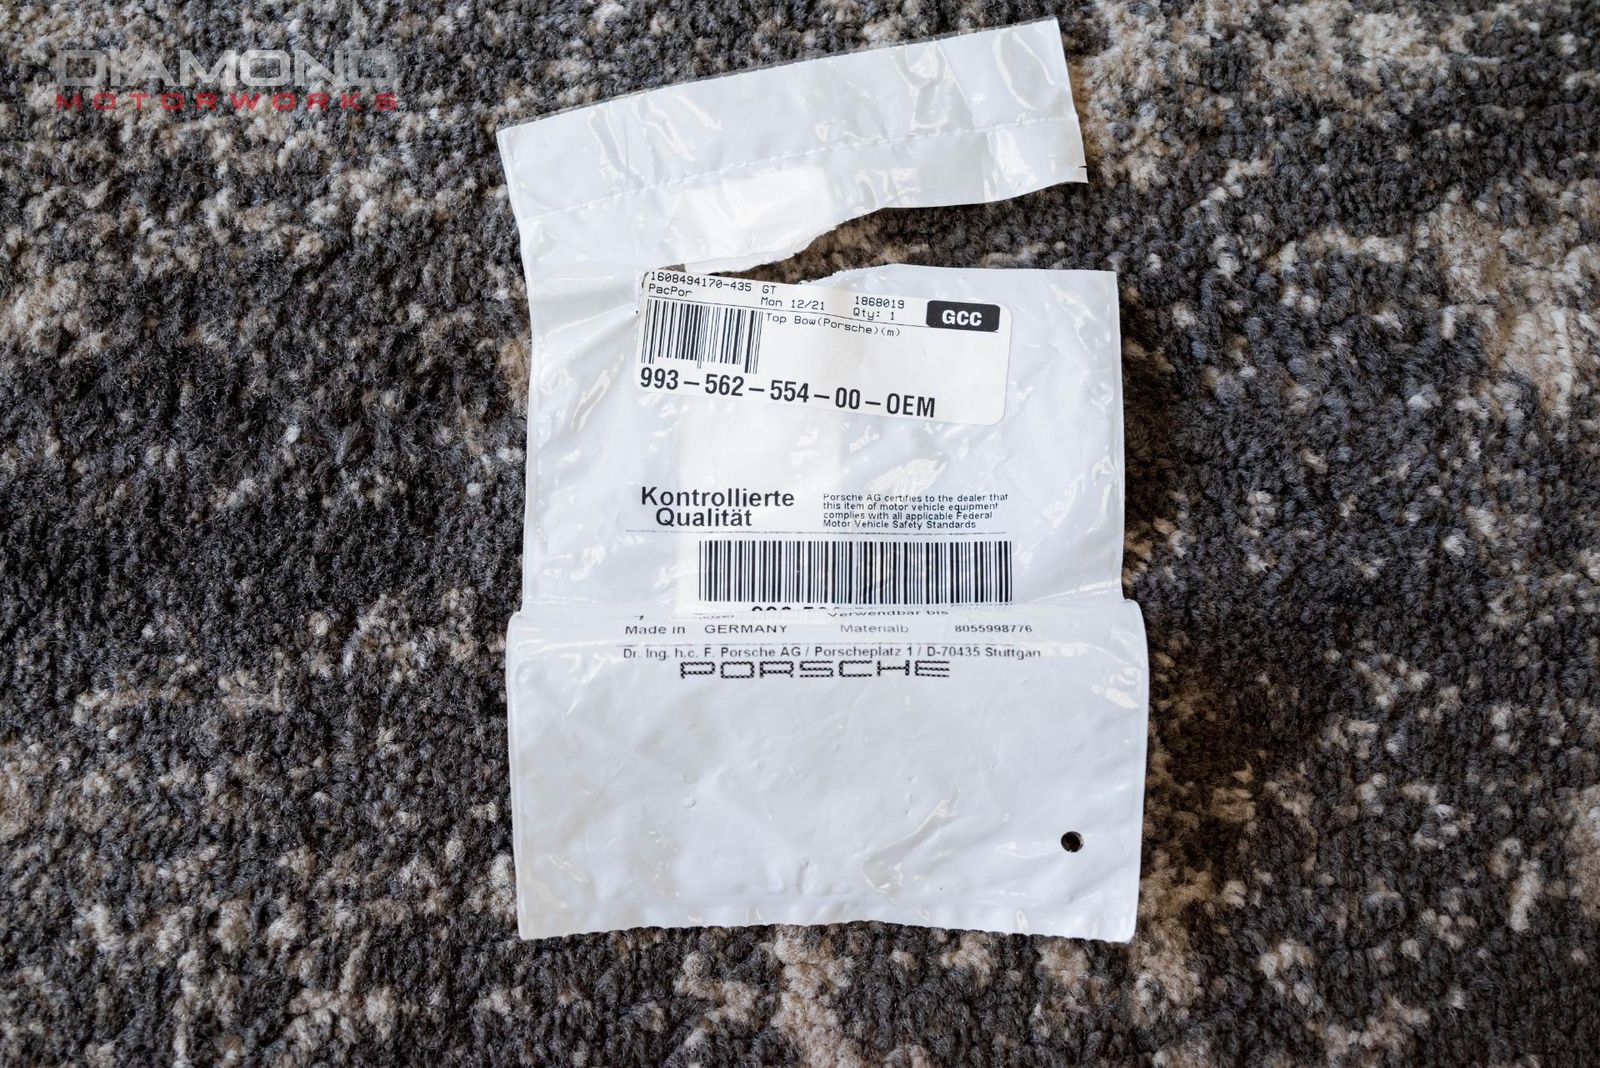 DIAMOND
MOTORWORKS
1608494170-435 GT 1868019
PacPor Mon 12/21 Qty: 1
GCC
Top Bow(Porsche)(m)
993-562-554-00-OEM
Kontrollierte
Qualität
Porsche AG certifies to the dealer that
this item of motor vehicle equipment
complies with all applicable Federal
Motor Vehicle Safety Standards
Verwendbar bis
Made in GERMANY Materialb 8055998776
Dr. Ing. h.c. F. Porsche AG / Porscheplatz 1 / D-70435 Stuttgart
PORSCHE